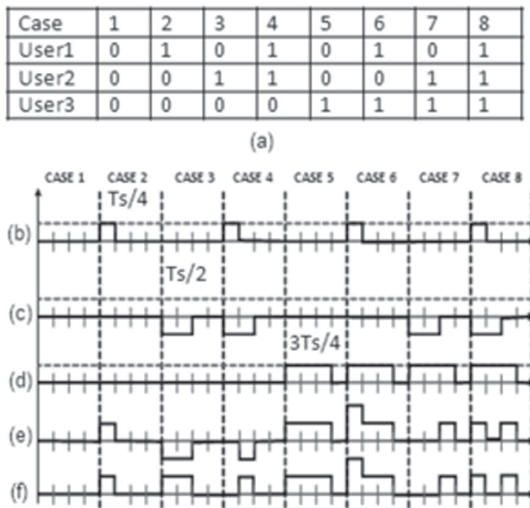 Case 1 2 3 4 5 6 7 8
User1 0 1 0 1 0 1 0 1
User2 0 0 1 1 0 0 1 1
User3 0 0 0 0 1 1 1 1
(a)
CASE 1 CASE 2 CASE 3 CASE 4 CASE 5 CASE 6 CASE 7 CASE 8
Ts/4
(b)
Ts/2
(c)
3Ts/4
(d)
(e)
(f)